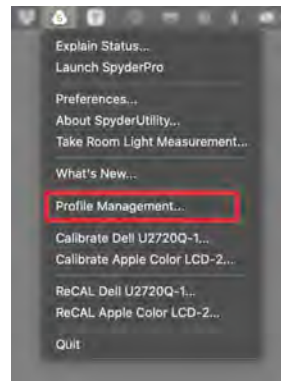 Explain Status...
Launch SpyderPro
Preferences...
About SpyderUtility...
Take Room Light Measurement...
What's New...
Profile Management...
Calibrate Dell U2720Q-1...
Calibrate Apple Color LCD-2...
ReCAL Dell U2720Q-1...
ReCAL Apple Color LCD-2...
Quit